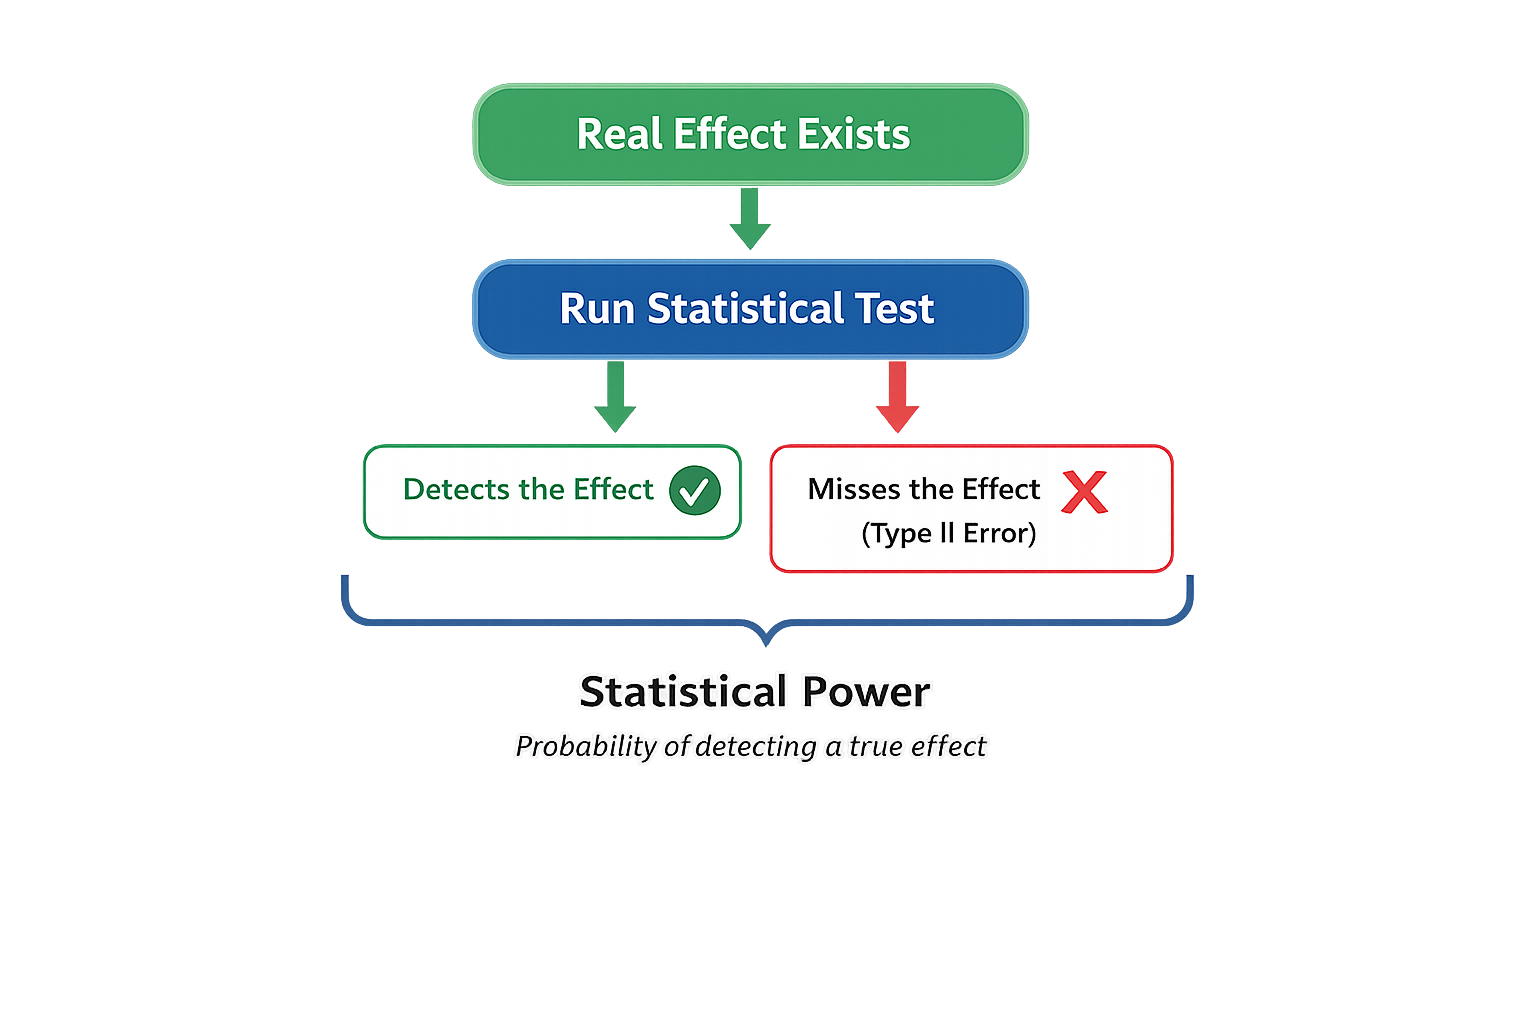 Real Effect Exists
Run Statistical Test
Detects the Effect
Misses the Effect
(Type II Error)
Statistical Power
Probability of detecting a true effect